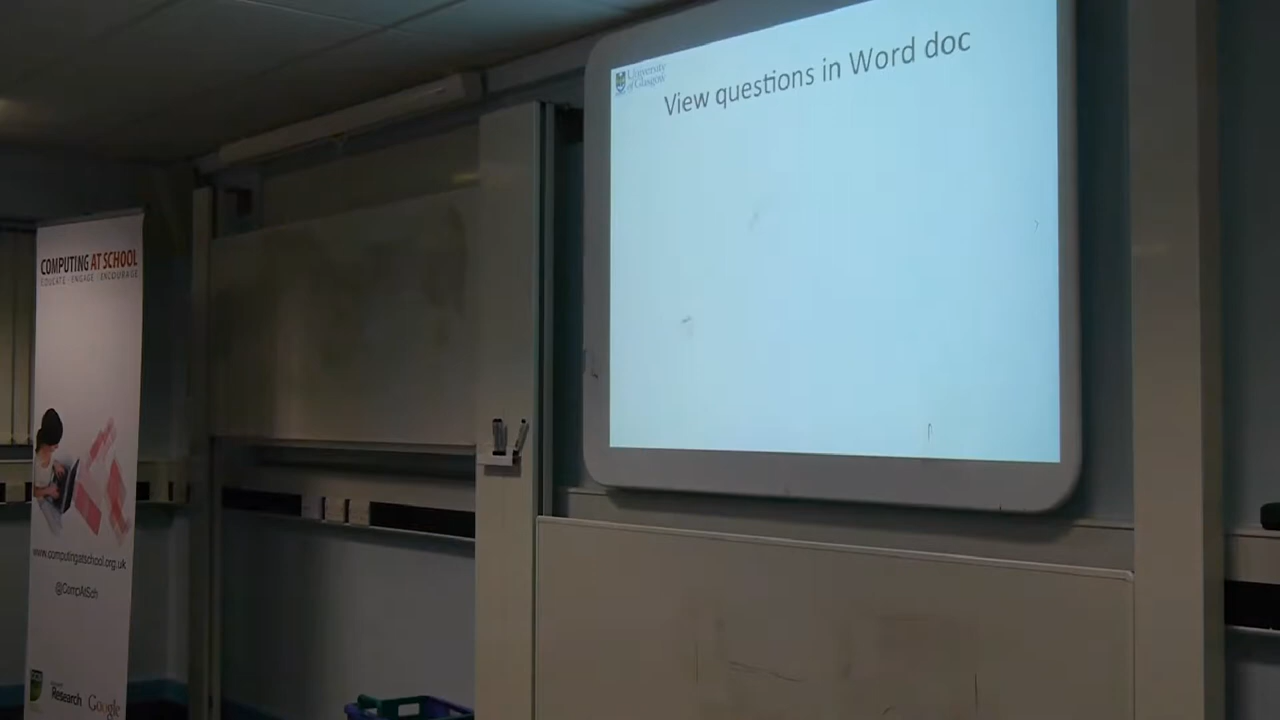 University
of Glasgow
View questions in Word doc
COMPUTING AT SCHOOL
EDUCATE · ENGAGE · ENCOURAGE
www.computingatschool.org.uk
@CompAtSch
Research
Google